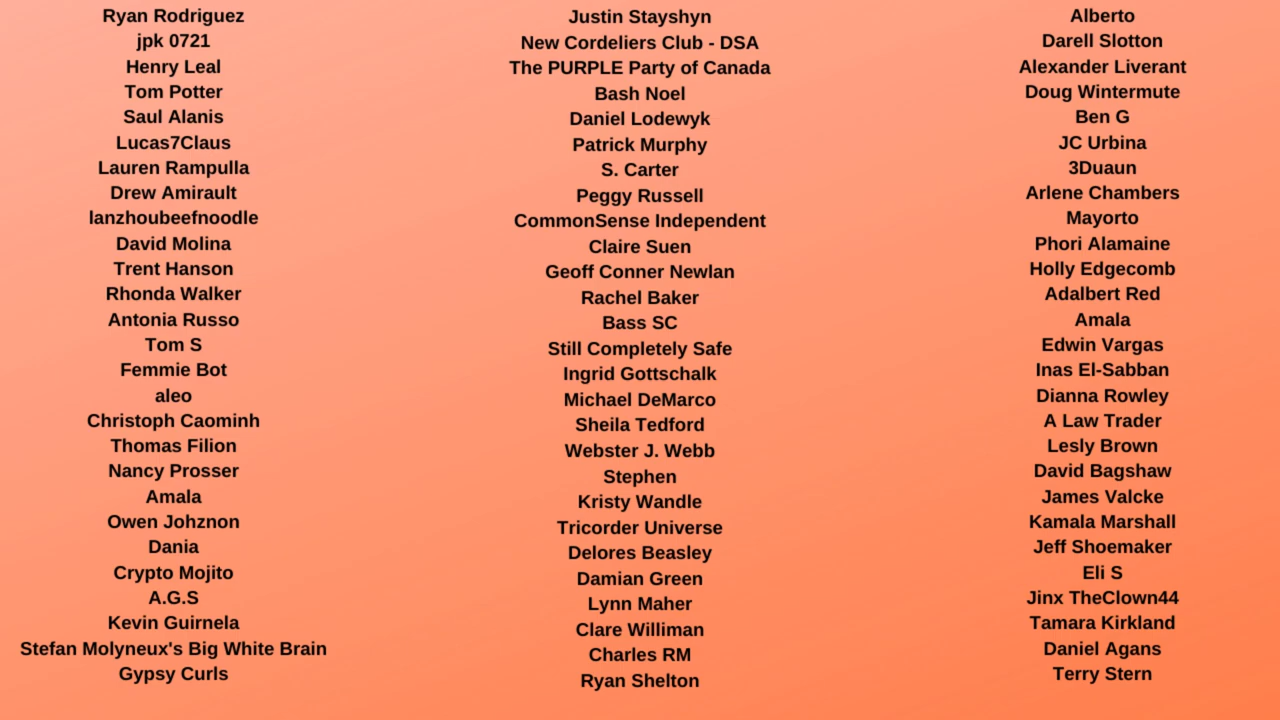 Ryan Rodriguez
jpk 0721
Henry Leal
Tom Potter
Saul Alanis
Lucas7Claus
Lauren Rampulla
Drew Amirault
lanzhoubeefnoodle
David Molina
Trent Hanson
Rhonda Walker
Antonia Russo
Tom S
Femmie Bot
aleo
Christoph Caominh
Thomas Filion
Nancy Prosser
Amala
Owen Johznon
Dania
Crypto Mojito
A.G.S
Kevin Guirnela
Stefan Molyneux's Big White Brain
Gypsy Curls
Justin Stayshyn
New Cordeliers Club - DSA
The PURPLE Party of Canada
Bash Noel
Daniel Lodewyk
Patrick Murphy
S. Carter
Peggy Russell
CommonSense Independent
Claire Suen
Geoff Conner Newlan
Rachel Baker
Bass SC
Still Completely Safe
Ingrid Gottschalk
Michael DeMarco
Sheila Tedford
Webster J. Webb
Stephen
Kristy Wandle
Tricorder Universe
Delores Beasley
Damian Green
Lynn Maher
Clare Williman
Charles RM
Ryan Shelton
Alberto
Darell Slotton
Alexander Liverant
Doug Wintermute
Ben G
JC Urbina
3Duaun
Arlene Chambers
Mayorto
Phori Alamaine
Holly Edgecomb
Adalbert Red
Amala
Edwin Vargas
Inas El-Sabban
Dianna Rowley
A Law Trader
Lesly Brown
David Bagshaw
James Valcke
Kamala Marshall
Jeff Shoemaker
Eli S
Jinx TheClown44
Tamara Kirkland
Daniel Agans
Terry Stern